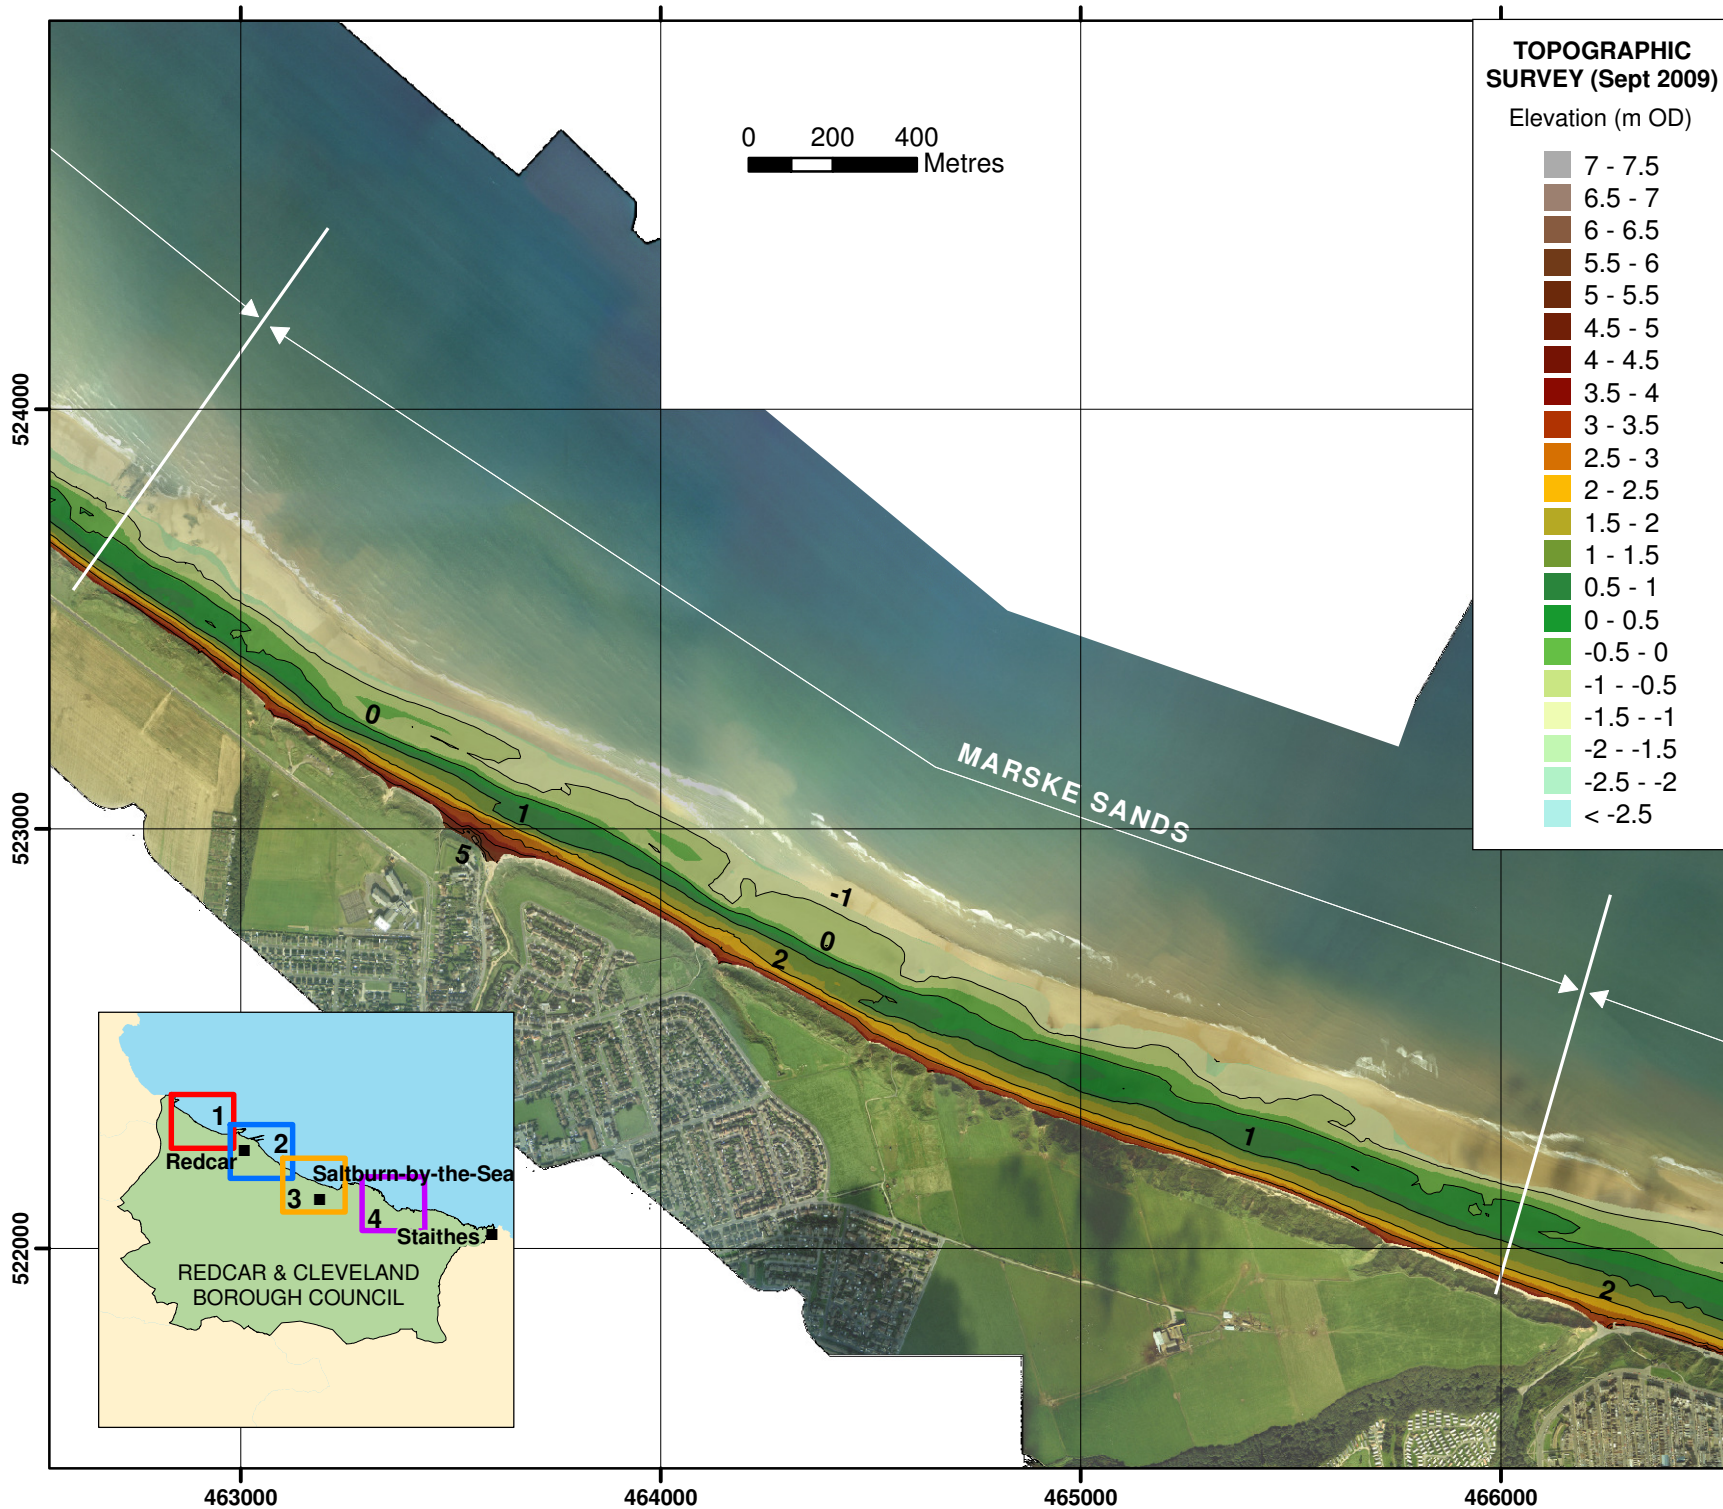 TOPOGRAPHIC
SURVEY (Sept 2009)
Elevation (m OD)
7 - 7.5
6.5 - 7
6 - 6.5
5.5 - 6
5 - 5.5
4.5 - 5
4 - 4.5
3.5 - 4
3 - 3.5
2.5 - 3
2 - 2.5
1.5 - 2
1 - 1.5
0.5 - 1
0 - 0.5
-0.5 - 0
-1 - -0.5
-1.5 - -1
-2 - -1.5
-2.5 - -2
< -2.5
0 200 400
Metres
524000
523000
522000
MARSKE SANDS
0
1
5
-1
0
2
1
2
1
2
Redcar
Saltburn-by-the-Sea
3
4
Staithes
REDCAR & CLEVELAND
BOROUGH COUNCIL
463000 464000 465000 466000